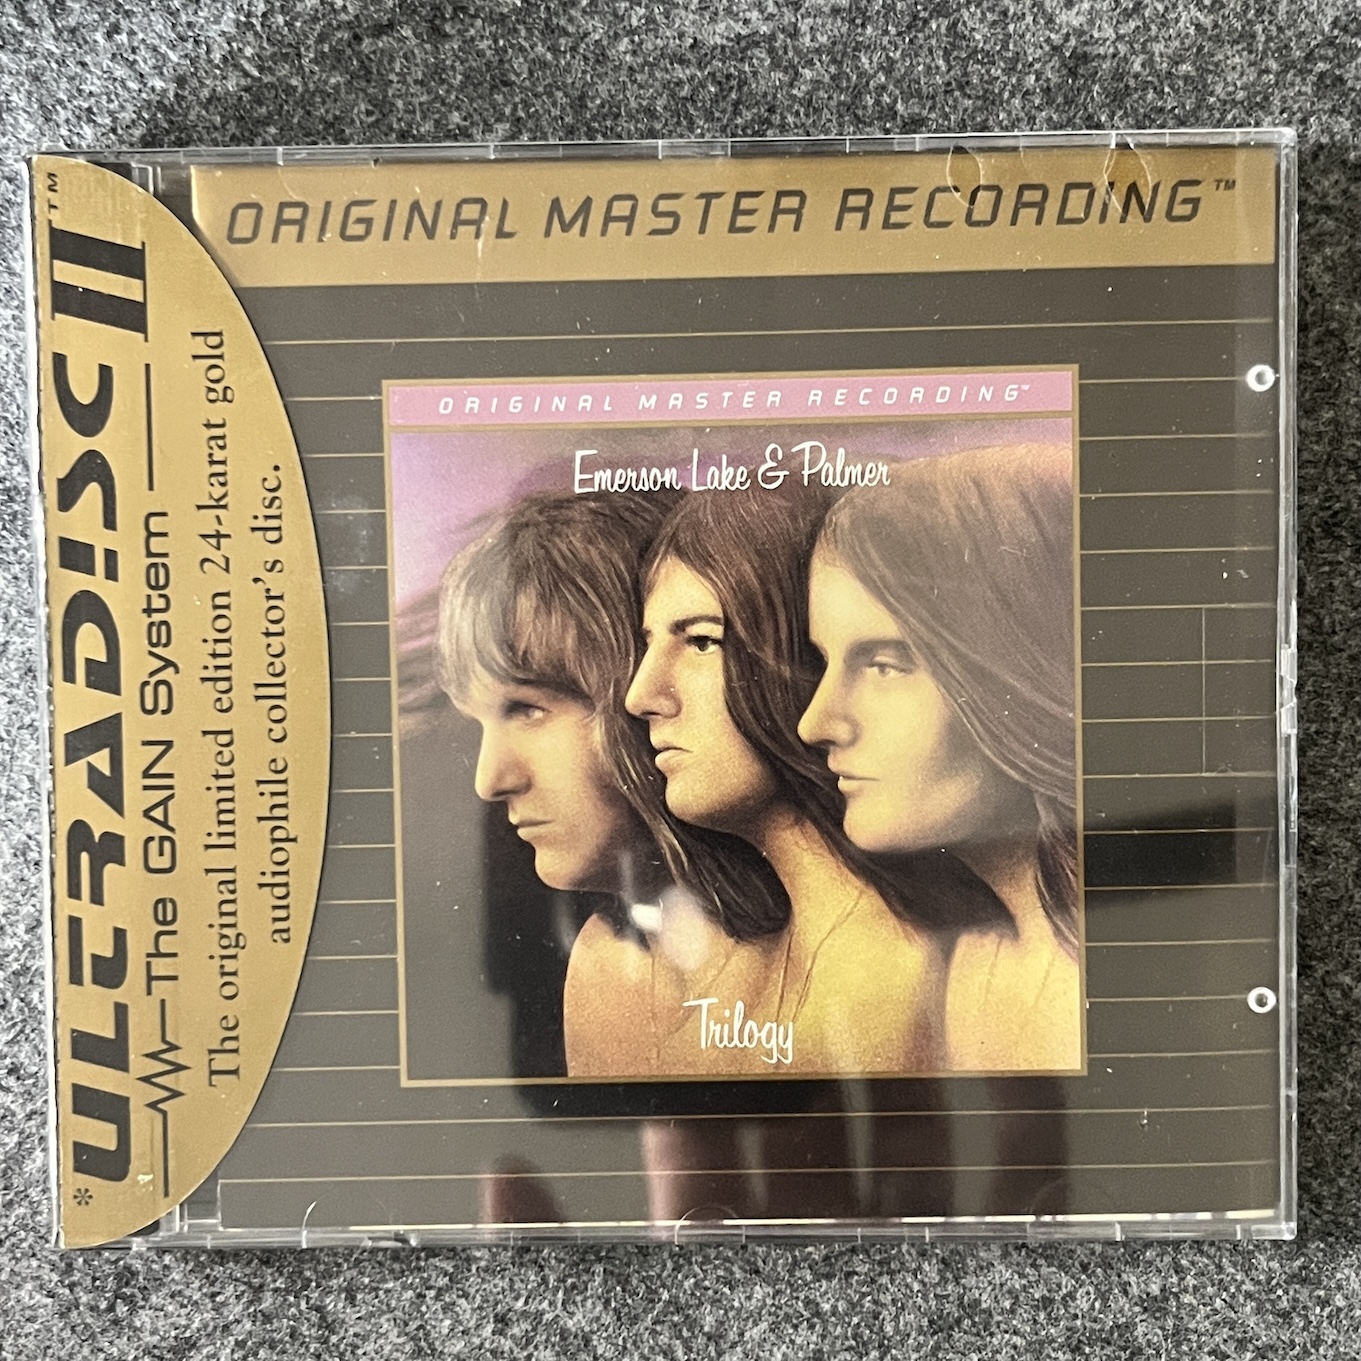 ORIGINAL MASTER RECORDING™
*ULTRADISC II™
The GAIN System
The original limited edition 24-karat gold
audiophile collector's disc.
ORIGINAL MASTER RECORDING™
Emerson Lake & Palmer
Trilogy